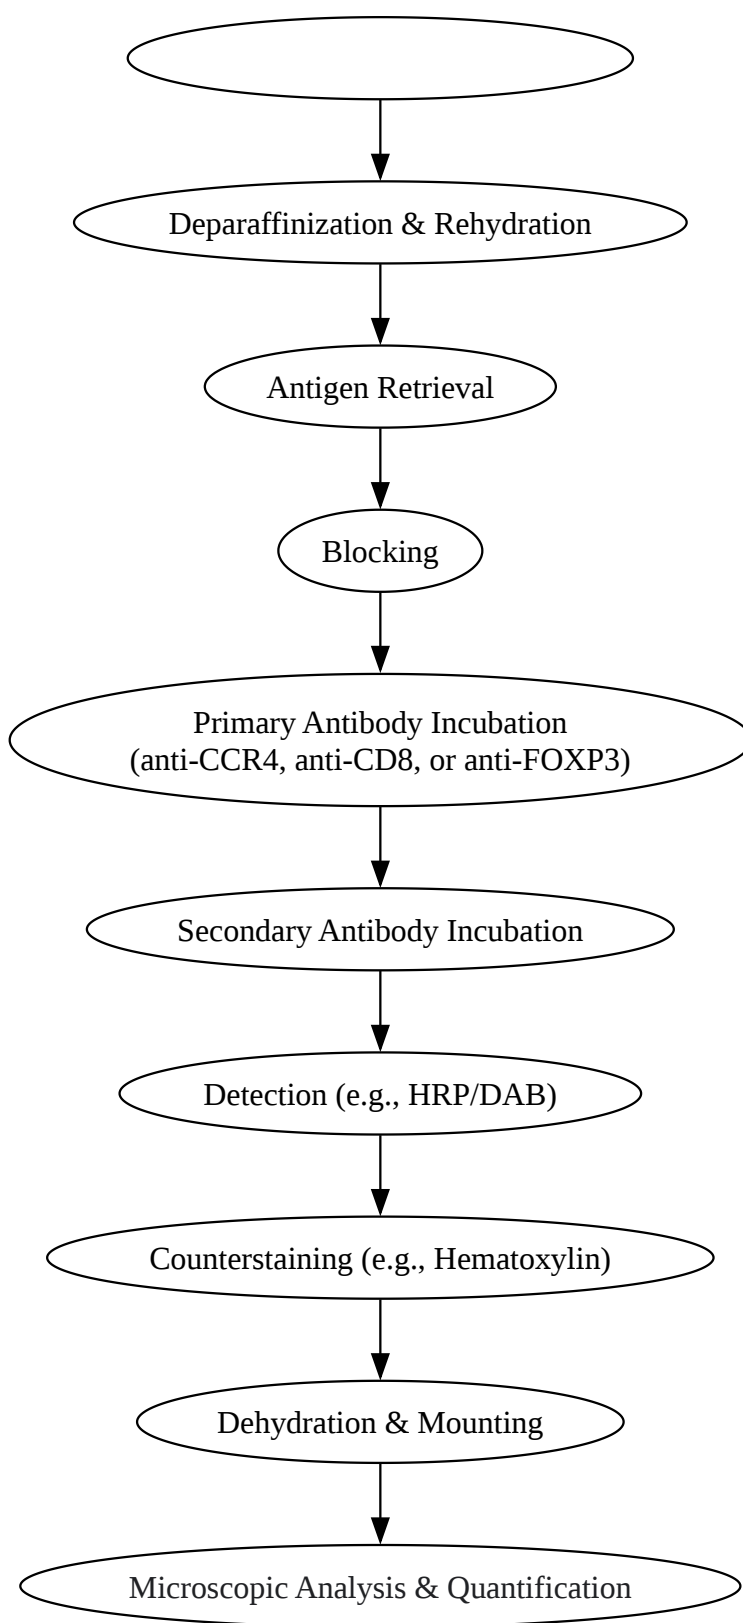 Deparaffinization & Rehydration
Antigen Retrieval
Blocking
Primary Antibody Incubation
(anti-CCR4, anti-CD8, or anti-FOXP3)
Secondary Antibody Incubation
Detection (e.g., HRP/DAB)
Counterstaining (e.g., Hematoxylin)
Dehydration & Mounting
Microscopic Analysis & Quantification